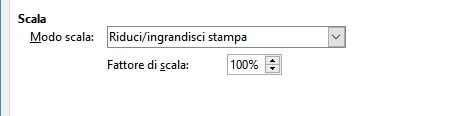 Scala
Modo scala: Riduci/ingrandisci stampa
Fattore di scala: 100%